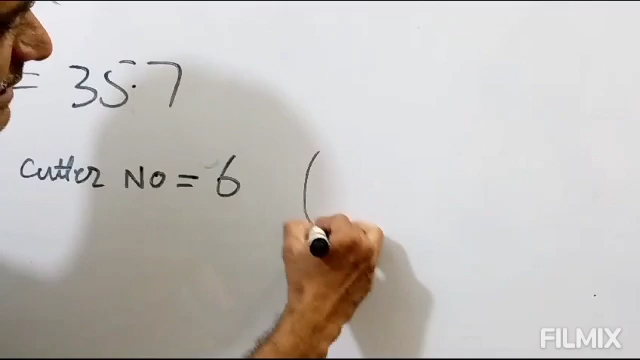 = 35.7
Cutter No = 6 (
FILMIX